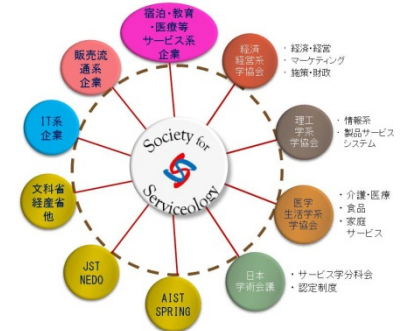 宿泊・教育
・医療等
サービス系
企業
経済
経営系
学協会
・経済・経営
・マーケティング
・施策・財政
理工
学系
学協会
・情報系
・製品サービス
システム
医学
生活学系
学協会
・介護・医療
・食品
・家庭
サービス
日本
学術会議
・サービス学分科会
・認定制度
AIST
SPRING
JST
NEDO
文科省
経産省
他
IT系
企業
販売流
通系
企業
Society for
Serviceology